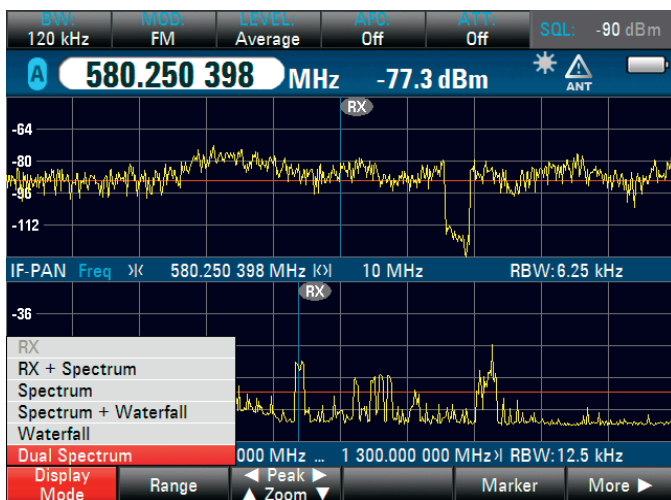 BW: MOD: LEVEL: AFC: ATT: SQL: -90 dBm
120 kHz FM Average Off Off
A 580.250 398 MHz -77.3 dBm ANT
RX
-64
-80
-96
-112
IF-PAN Freq 580.250 398 MHz 10 MHz RBW:6.25 kHz
RX
-36
RX
RX + Spectrum
Spectrum
Spectrum + Waterfall
Waterfall
Dual Spectrum 000 MHz ... 1 300.000 000 MHz RBW:12.5 kHz
Display Mode Range ◄ Peak ► ▲ Zoom ▼ Marker More ►